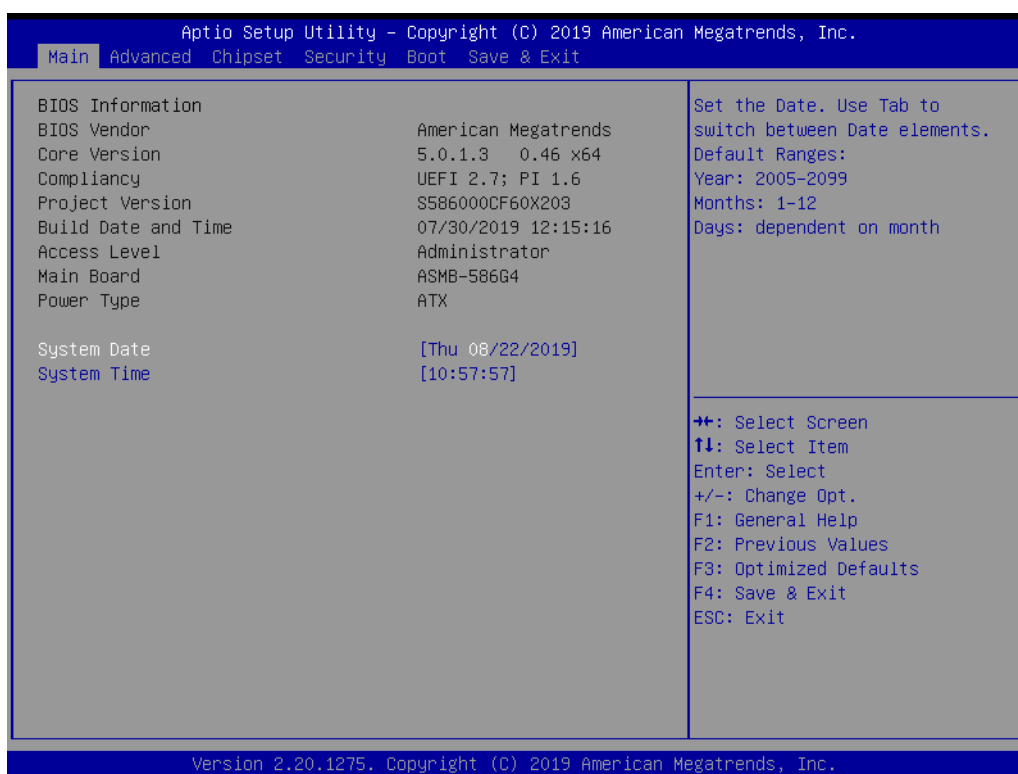 Aptio Setup Utility – Copyright (C) 2019 American Megatrends, Inc.
Main Advanced Chipset Security Boot Save & Exit
BIOS Information
BIOS Vendor American Megatrends
Core Version 5.0.1.3 0.46 x64
Compliancy UEFI 2.7; PI 1.6
Project Version S586000CF60X203
Build Date and Time 07/30/2019 12:15:16
Access Level Administrator
Main Board ASMB-586G4
Power Type ATX
System Date [Thu 08/22/2019]
System Time [10:57:57]
Set the Date. Use Tab to
switch between Date elements.
Default Ranges:
Year: 2005-2099
Months: 1-12
Days: dependent on month
→←: Select Screen
↑↓: Select Item
Enter: Select
+/-: Change Opt.
F1: General Help
F2: Previous Values
F3: Optimized Defaults
F4: Save & Exit
ESC: Exit
Version 2.20.1275. Copyright (C) 2019 American Megatrends, Inc.